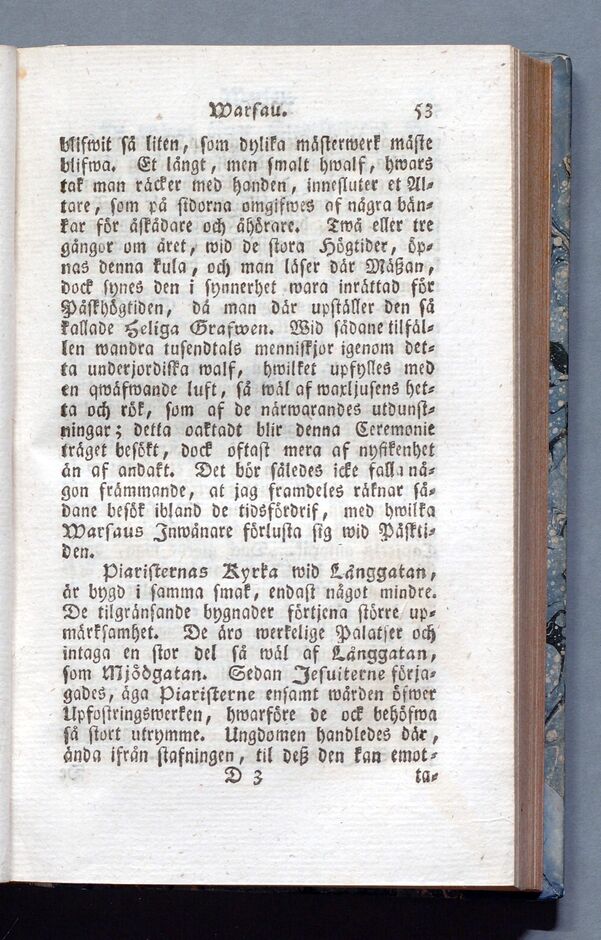 Warsau. 53
blifwit så liten, som dylika mästerwerk måste
blifwa. Et långt, men smalt hwalf, hwars
tak man räcker med handen, innesluter et Al-
tare, som på sidorna omgifwes af några bän-
kar för åskådare och åhörare. Twå eller tre
gångor om året, wid de stora Högtider, öp-
nas denna kula, och man läser där Mäßan,
dock synes den i synnerhet wara inrättad för
Påskhögtiden, då man där upställer den så
kallade Heliga Grafwen. Wid sådane tilfäl-
len wandra tusendtals menniskjor igenom det-
ta underjordiska walf, hwilket upfylles med
en qwäfwande luft, så wäl af waxljusens het-
ta och rök, som af de närwarandes utdunst-
ningar; detta oaktadt blir denna Ceremonie
träget besökt, dock oftast mera af nyfikenhet
än af andakt. Det bör således icke falla nå-
gon främmande, at jag framdeles räknar så-
dane besök ibland de tidsfördrif, med hwilka
Warsaus Inwånare förlusta sig wid Påskti-
den.
Piaristernas Kyrka wid Långgatan,
är bygd i samma smak, endast något mindre.
De tilgränsande bygnader förtjena större up-
märksamhet. De äro werkelige Palatser och
intaga en stor del så wäl af Långgatan,
som Mjödgatan. Sedan Jesuiterne förja-
gades, äga Piaristerne ensamt wården öfwer
Upfostringswerken, hwarföre de ock behöfwa
så stort utrymme. Ungdomen handledes där,
ända ifrån stafningen, til deß den kan emot-
D 3 ta-